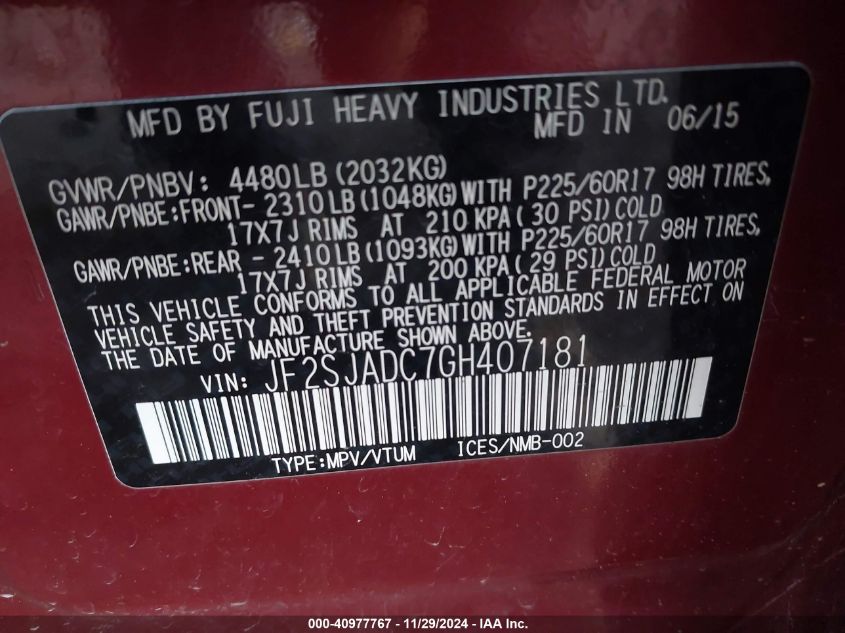 MFD BY FUJI HEAVY INDUSTRIES LTD.
MFD IN 06/15
GVWR/PNBV: 4480LB(2032KG)
GAWR/PNBE:FRONT- 2310LB(1048KG)WITH P225/60R17 98H TIRES,
17X7J RIMS AT 210 KPA(30 PSI)COLD
GAWR/PNBE:REAR - 2410LB(1093KG)WITH P225/60R17 98H TIRES,
17X7J RIMS AT 200 KPA(29 PSI)COLD
THIS VEHICLE CONFORMS TO ALL APPLICABLE FEDERAL MOTOR
VEHICLE SAFETY AND THEFT PREVENTION STANDARDS IN EFFECT ON
THE DATE OF MANUFACTURE SHOWN ABOVE.
VIN: JF2SJADC7GH407181
TYPE:MPV/VTUM ICES/NMB-002
000-40977767 - 11/29/2024 - IAA Inc.